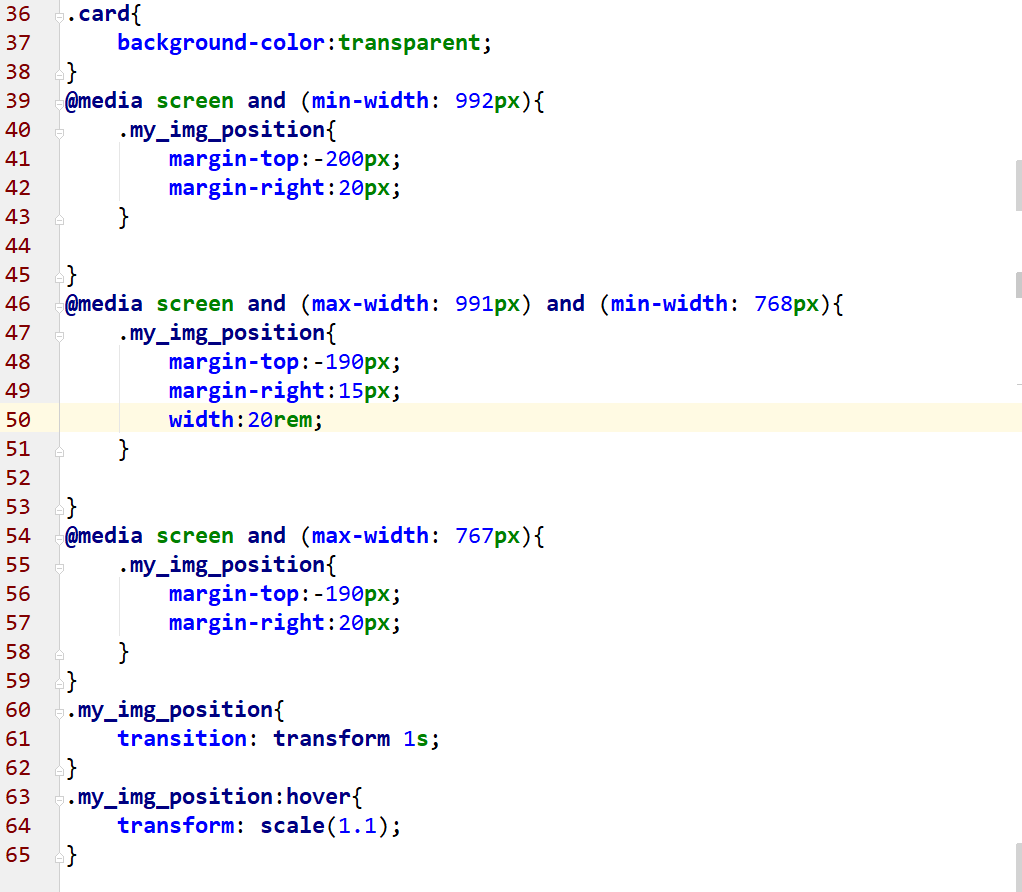 36 .card{
37     background-color:transparent;
38 }
39 @media screen and (min-width: 992px){
40     .my_img_position{
41         margin-top:-200px;
42         margin-right:20px;
43     }
44
45 }
46 @media screen and (max-width: 991px) and (min-width: 768px){
47     .my_img_position{
48         margin-top:-190px;
49         margin-right:15px;
50         width:20rem;
51     }
52
53 }
54 @media screen and (max-width: 767px){
55     .my_img_position{
56         margin-top:-190px;
57         margin-right:20px;
58     }
59 }
60 .my_img_position{
61     transition: transform 1s;
62 }
63 .my_img_position:hover{
64     transform: scale(1.1);
65 }